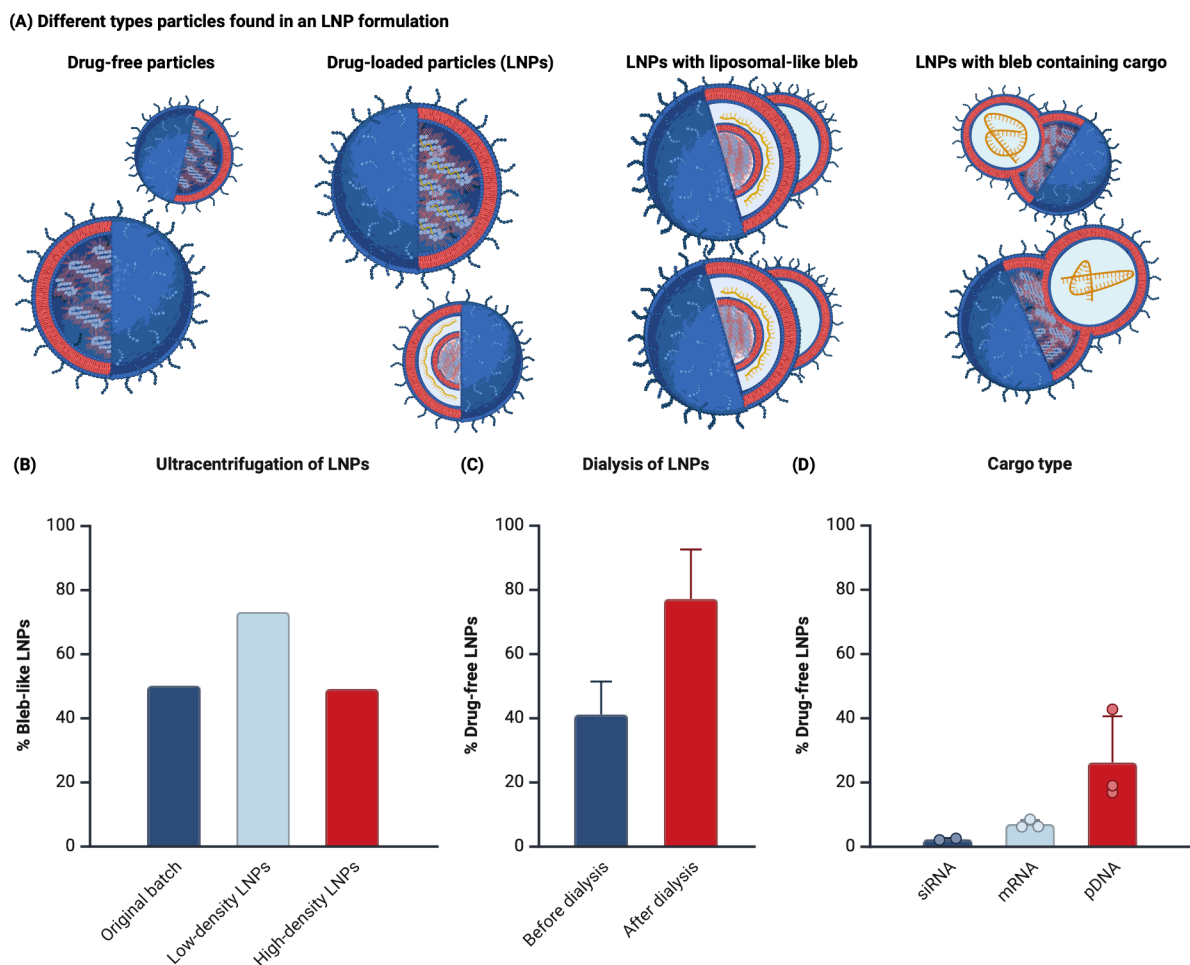 (A) Different types particles found in an LNP formulation
Drug-free particles
Drug-loaded particles (LNPs)
LNPs with liposomal-like bleb
LNPs with bleb containing cargo
(B)
Ultracentrifugation of LNPs
% Bleb-like LNPs
100
80
60
40
20
0
Original batch
Low-density LNPs
High-density LNPs
(C)
Dialysis of LNPs
% Drug-free LNPs
100
80
60
40
20
0
Before dialysis
After dialysis
(D)
Cargo type
% Drug-free LNPs
100
80
60
40
20
0
siRNA
mRNA
pDNA